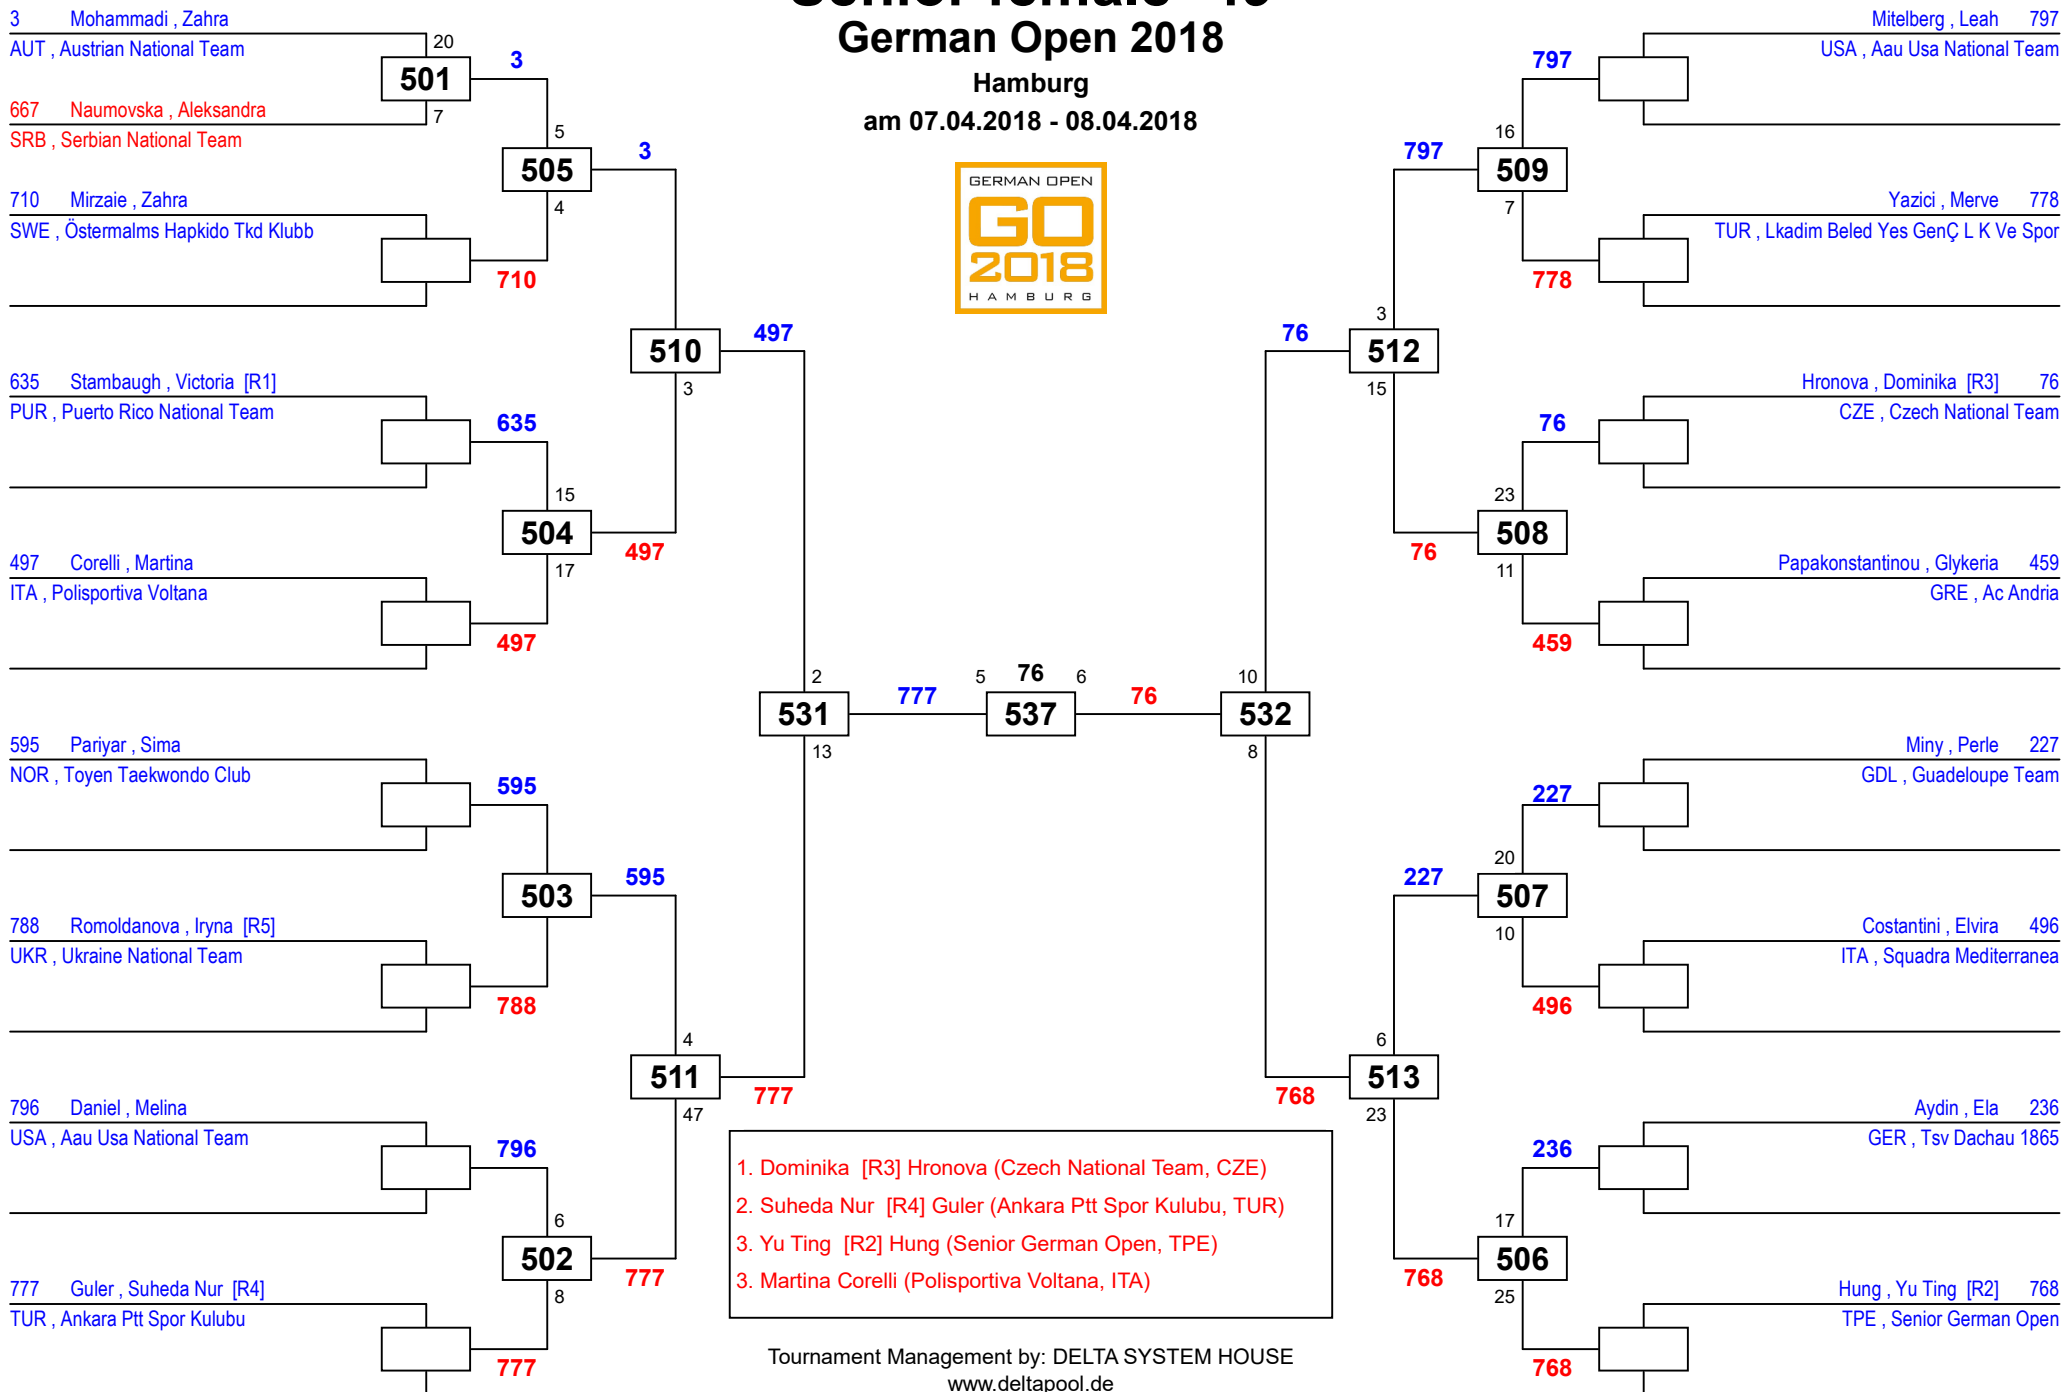 German Open 2018
Hamburg
am 07.04.2018 - 08.04.2018
GERMAN OPEN
GO
2018
HAMBURG
3 Mohammadi , Zahra
AUT , Austrian National Team
20
501
3
7
667 Naumovska , Aleksandra
SRB , Serbian National Team
5
505
3
4
710 Mirzaie , Zahra
SWE , Östermalms Hapkido Tkd Klubb
710
510
497
3
635 Stambaugh , Victoria [R1]
PUR , Puerto Rico National Team
635
15
504
497
17
497 Corelli , Martina
ITA , Polisportiva Voltana
497
2
531
777
13
595 Pariyar , Sima
NOR , Toyen Taekwondo Club
595
503
595
788 Romoldanova , Iryna [R5]
UKR , Ukraine National Team
788
4
511
777
47
796 Daniel , Melina
USA , Aau Usa National Team
796
6
502
777
8
777 Guler , Suheda Nur [R4]
TUR , Ankara Ptt Spor Kulubu
777
5 76 6
537
76
Mitelberg , Leah 797
USA , Aau Usa National Team
797
16
797
509
7
Yazici , Merve 778
TUR , Lkadim Beled Yes GenÇ L K Ve Spor
778
3
76
512
15
Hronova , Dominika [R3] 76
CZE , Czech National Team
76
23
508
76
11
Papakonstantinou , Glykeria 459
GRE , Ac Andria
459
10
532
8
Miny , Perle 227
GDL , Guadeloupe Team
227
20
227
507
10
Costantini , Elvira 496
ITA , Squadra Mediterranea
496
6
513
768
23
Aydin , Ela 236
GER , Tsv Dachau 1865
236
17
506
768
25
Hung , Yu Ting [R2] 768
TPE , Senior German Open
768
1. Dominika [R3] Hronova (Czech National Team, CZE)
2. Suheda Nur [R4] Guler (Ankara Ptt Spor Kulubu, TUR)
3. Yu Ting [R2] Hung (Senior German Open, TPE)
3. Martina Corelli (Polisportiva Voltana, ITA)
Tournament Management by: DELTA SYSTEM HOUSE
www.deltapool.de